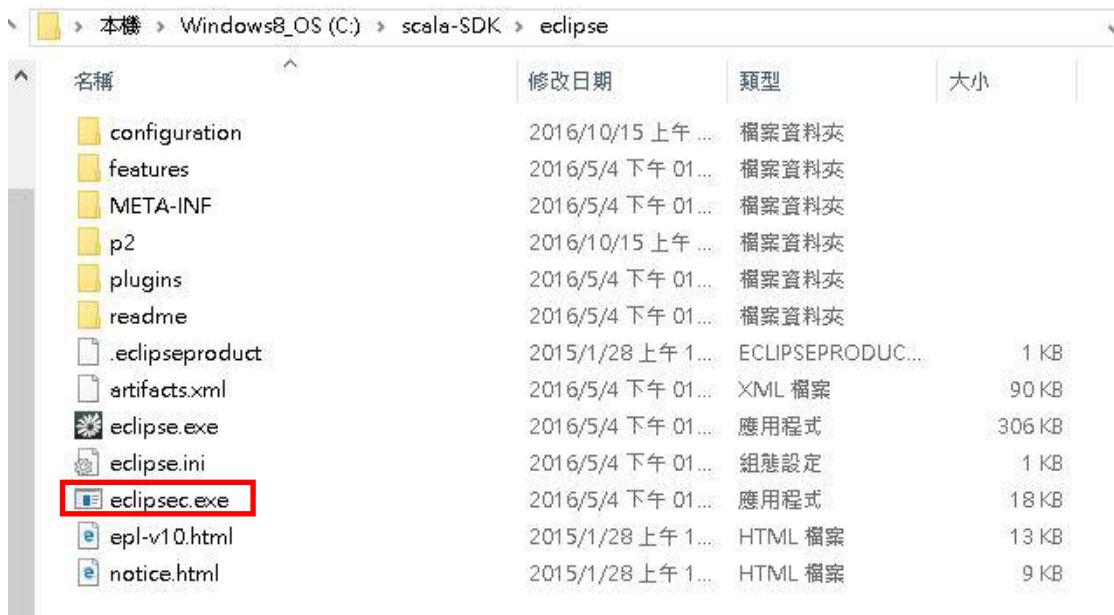 本機 > Windows8_OS (C:) > scala-SDK > eclipse
名稱 修改日期 類型 大小
configuration 2016/10/15 上午 ... 檔案資料夾
features 2016/5/4 下午 01... 檔案資料夾
META-INF 2016/5/4 下午 01... 檔案資料夾
p2 2016/10/15 上午 ... 檔案資料夾
plugins 2016/5/4 下午 01... 檔案資料夾
readme 2016/5/4 下午 01... 檔案資料夾
.eclipseproduct 2015/1/28 上午 1... ECLIPSEPRODUC... 1 KB
artifacts.xml 2016/5/4 下午 01... XML 檔案 90 KB
eclipse.exe 2016/5/4 下午 01... 應用程式 306 KB
eclipse.ini 2016/5/4 下午 01... 組態設定 1 KB
eclipsec.exe 2016/5/4 下午 01... 應用程式 18 KB
epl-v10.html 2015/1/28 上午 1... HTML 檔案 13 KB
notice.html 2015/1/28 上午 1... HTML 檔案 9 KB